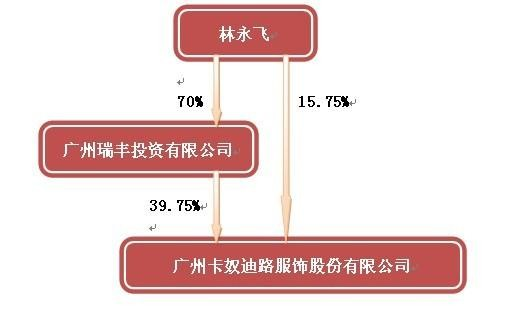 林永飞
70%
15.75%
广州瑞丰投资有限公司
39.75%
广州卡奴迪路服饰股份有限公司